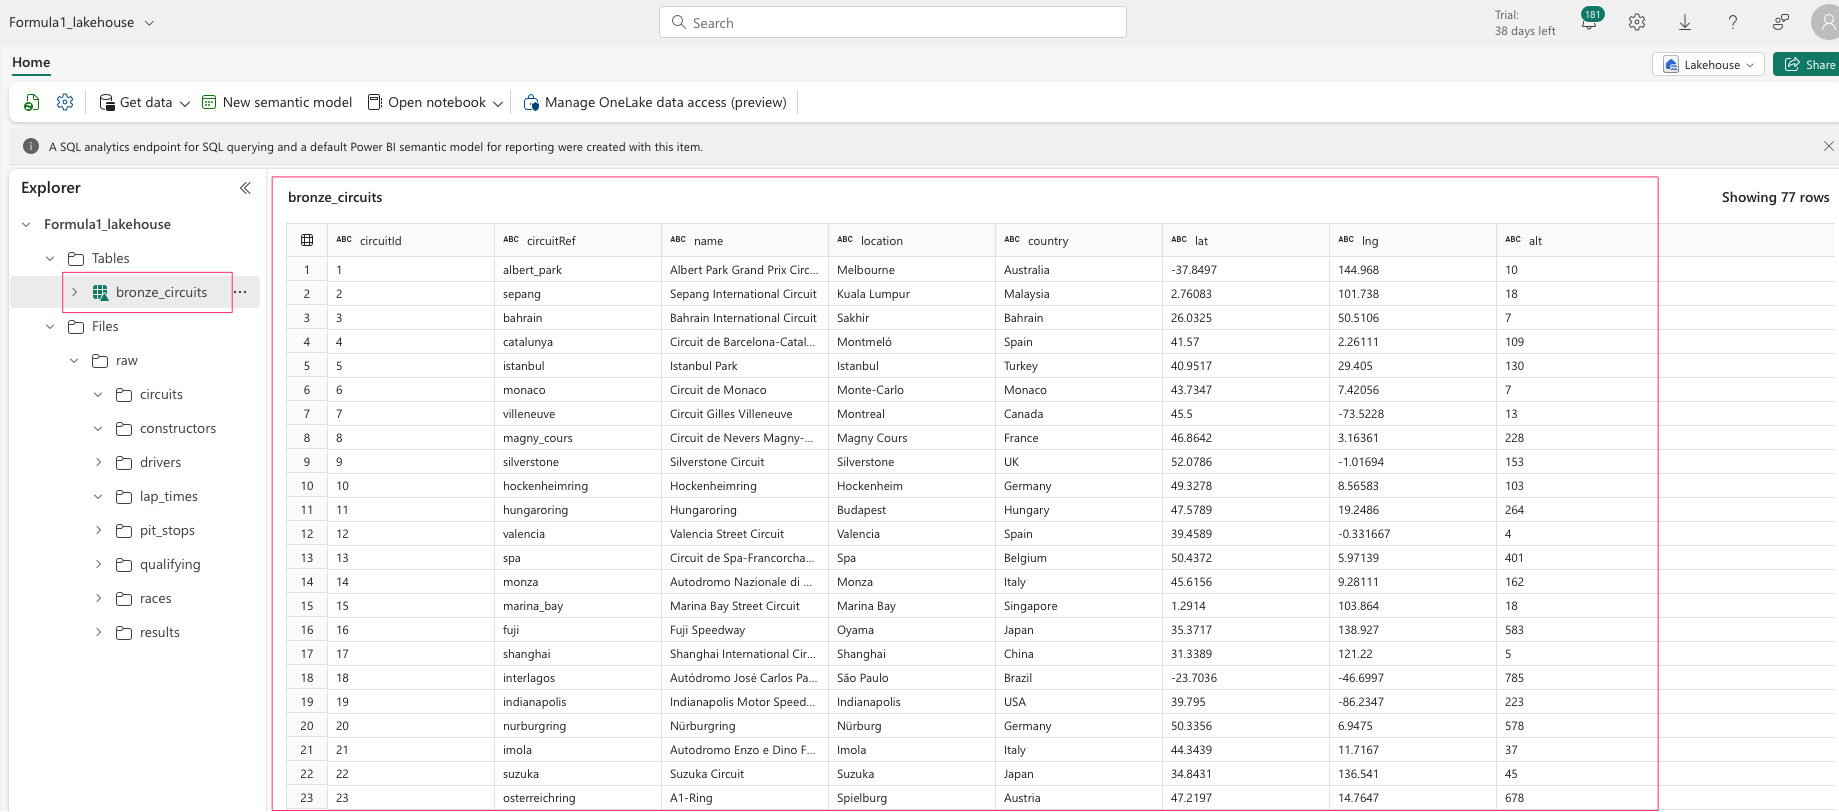 Formula1_lakehouse
Search
Trial:
38 days left
181
Home
Lakehouse
Share
Get data
New semantic model
Open notebook
Manage OneLake data access (preview)
A SQL analytics endpoint for SQL querying and a default Power BI semantic model for reporting were created with this item.
Explorer
Formula1_lakehouse
Tables
bronze_circuits
Files
raw
circuits
constructors
drivers
lap_times
pit_stops
qualifying
races
results
bronze_circuits
Showing 77 rows
ABC circuitId ABC circuitRef ABC name ABC location ABC country ABC lat ABC lng ABC alt
1 1 albert_park Albert Park Grand Prix Circ... Melbourne Australia -37.8497 144.968 10
2 2 sepang Sepang International Circuit Kuala Lumpur Malaysia 2.76083 101.738 18
3 3 bahrain Bahrain International Circuit Sakhir Bahrain 26.0325 50.5106 7
4 4 catalunya Circuit de Barcelona-Catal... Montmeló Spain 41.57 2.26111 109
5 5 istanbul Istanbul Park Istanbul Turkey 40.9517 29.405 130
6 6 monaco Circuit de Monaco Monte-Carlo Monaco 43.7347 7.42056 7
7 7 villeneuve Circuit Gilles Villeneuve Montreal Canada 45.5 -73.5228 13
8 8 magny_cours Circuit de Nevers Magny-... Magny Cours France 46.8642 3.16361 228
9 9 silverstone Silverstone Circuit Silverstone UK 52.0786 -1.01694 153
10 10 hockenheimring Hockenheimring Hockenheim Germany 49.3278 8.56583 103
11 11 hungaroring Hungaroring Budapest Hungary 47.5789 19.2486 264
12 12 valencia Valencia Street Circuit Valencia Spain 39.4589 -0.331667 4
13 13 spa Circuit de Spa-Francorcha... Spa Belgium 50.4372 5.97139 401
14 14 monza Autodromo Nazionale di ... Monza Italy 45.6156 9.28111 162
15 15 marina_bay Marina Bay Street Circuit Marina Bay Singapore 1.2914 103.864 18
16 16 fuji Fuji Speedway Oyama Japan 35.3717 138.927 583
17 17 shanghai Shanghai International Cir... Shanghai China 31.3389 121.22 5
18 18 interlagos Autódromo José Carlos Pa... São Paulo Brazil -23.7036 -46.6997 785
19 19 indianapolis Indianapolis Motor Speed... Indianapolis USA 39.795 -86.2347 223
20 20 nurburgring Nürburgring Nürburg Germany 50.3356 6.9475 578
21 21 imola Autodromo Enzo e Dino F... Imola Italy 44.3439 11.7167 37
22 22 suzuka Suzuka Circuit Suzuka Japan 34.8431 136.541 45
23 23 osterreichring A1-Ring Spielburg Austria 47.2197 14.7647 678